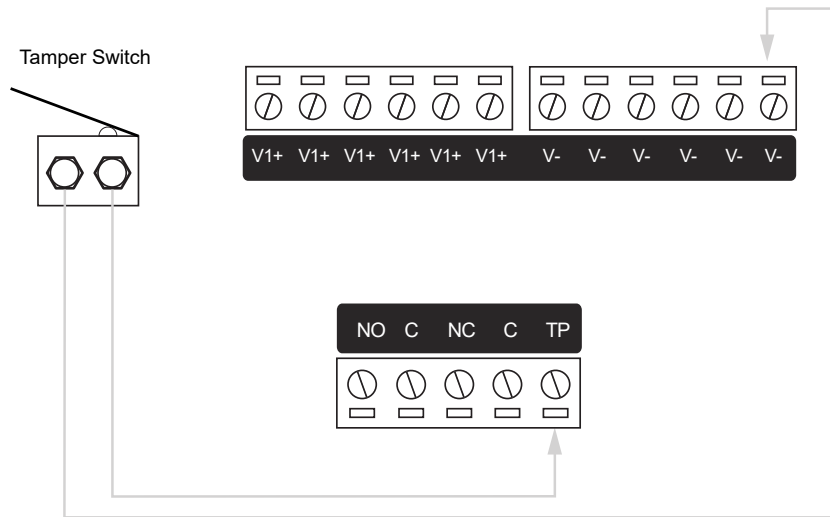 Tamper Switch
V1+ V1+ V1+ V1+ V1+ V1+ V- V- V- V- V- V-
NO C NC C TP